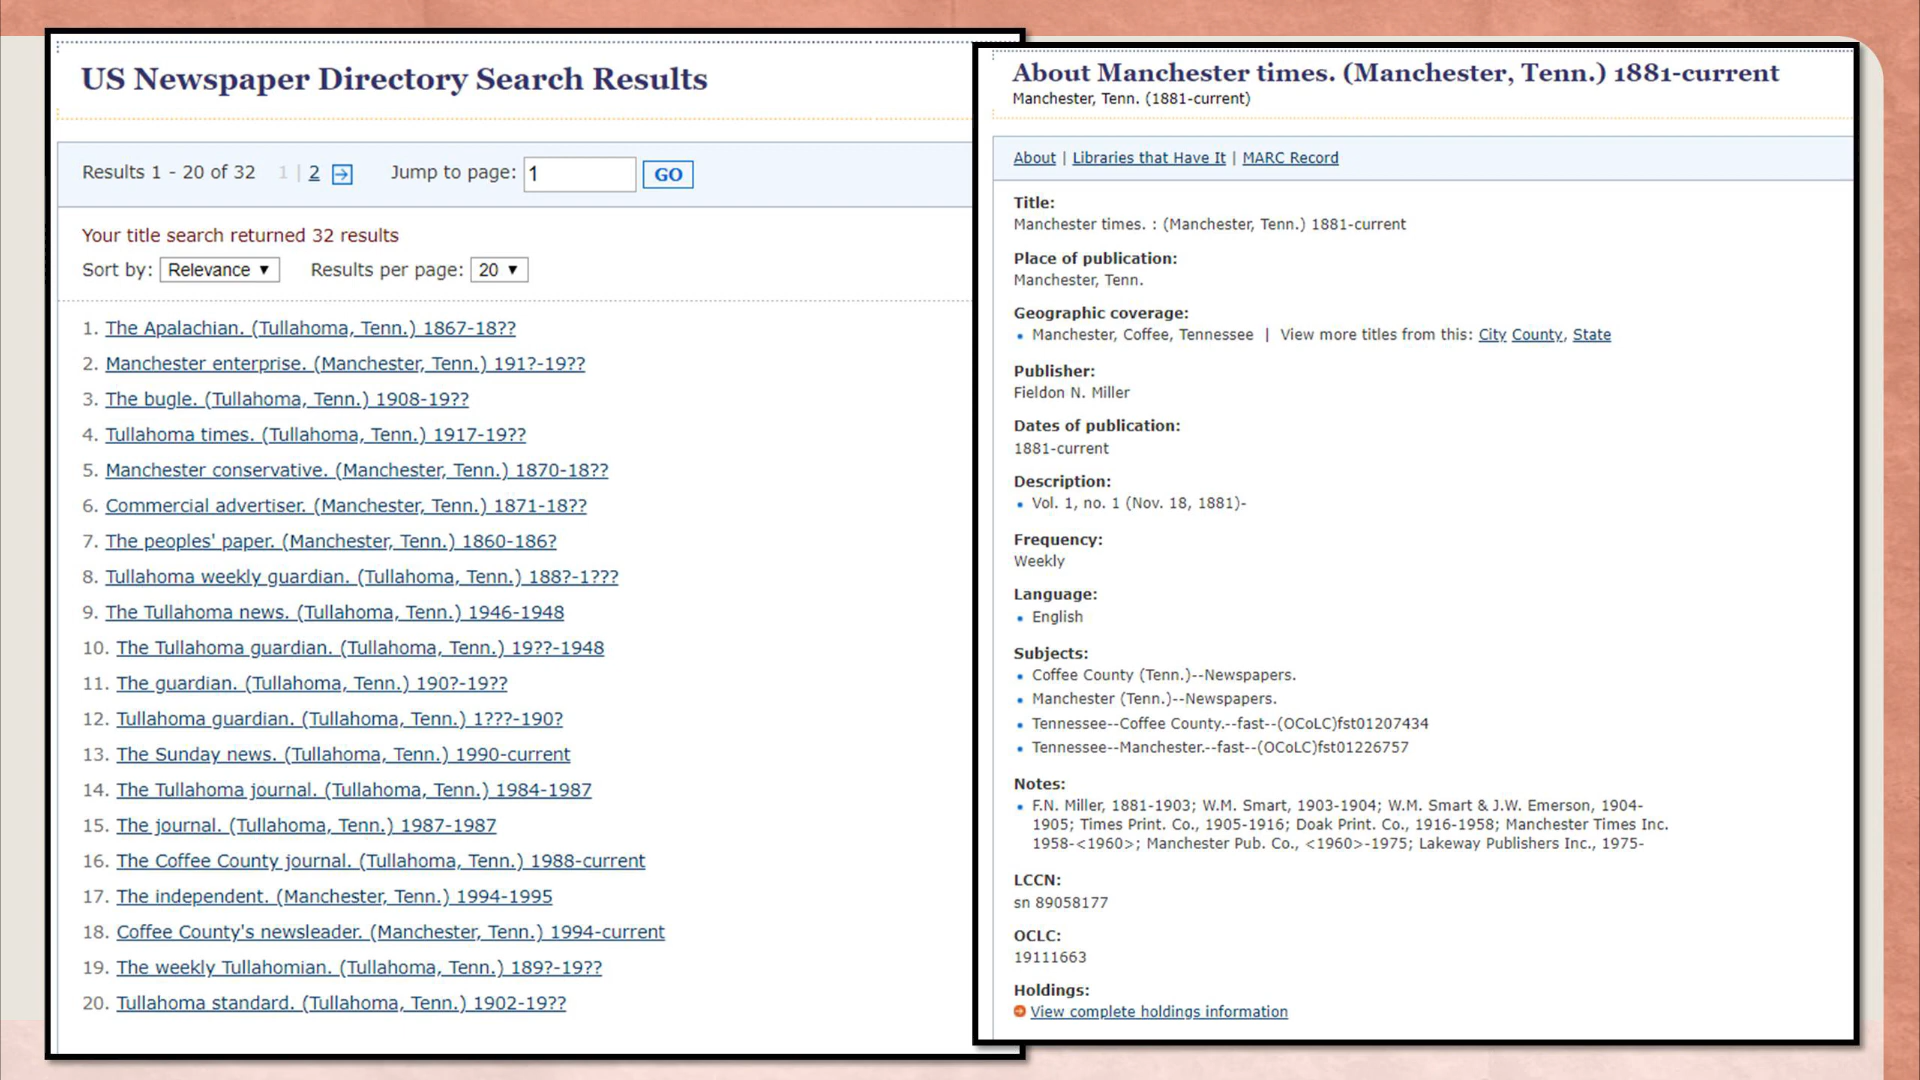 US Newspaper Directory Search Results
Results 1 - 20 of 32 1 | 2 Jump to page: 1 GO
Your title search returned 32 results
Sort by: Relevance ▼ Results per page: 20 ▼
1. The Apalachian. (Tullahoma, Tenn.) 1867-18??
2. Manchester enterprise. (Manchester, Tenn.) 191?-19??
3. The bugle. (Tullahoma, Tenn.) 1908-19??
4. Tullahoma times. (Tullahoma, Tenn.) 1917-19??
5. Manchester conservative. (Manchester, Tenn.) 1870-18??
6. Commercial advertiser. (Manchester, Tenn.) 1871-18??
7. The peoples' paper. (Manchester, Tenn.) 1860-186?
8. Tullahoma weekly guardian. (Tullahoma, Tenn.) 188?-1???
9. The Tullahoma news. (Tullahoma, Tenn.) 1946-1948
10. The Tullahoma guardian. (Tullahoma, Tenn.) 19??-1948
11. The guardian. (Tullahoma, Tenn.) 190?-19??
12. Tullahoma guardian. (Tullahoma, Tenn.) 1???-190?
13. The Sunday news. (Tullahoma, Tenn.) 1990-current
14. The Tullahoma journal. (Tullahoma, Tenn.) 1984-1987
15. The journal. (Tullahoma, Tenn.) 1987-1987
16. The Coffee County journal. (Tullahoma, Tenn.) 1988-current
17. The independent. (Manchester, Tenn.) 1994-1995
18. Coffee County's newsleader. (Manchester, Tenn.) 1994-current
19. The weekly Tullahomian. (Tullahoma, Tenn.) 189?-19??
20. Tullahoma standard. (Tullahoma, Tenn.) 1902-19??
About Manchester times. (Manchester, Tenn.) 1881-current
Manchester, Tenn. (1881-current)
About | Libraries that Have It | MARC Record
Title:
Manchester times. : (Manchester, Tenn.) 1881-current
Place of publication:
Manchester, Tenn.
Geographic coverage:
• Manchester, Coffee, Tennessee | View more titles from this: City County, State
Publisher:
Fieldon N. Miller
Dates of publication:
1881-current
Description:
• Vol. 1, no. 1 (Nov. 18, 1881)-
Frequency:
Weekly
Language:
• English
Subjects:
• Coffee County (Tenn.)--Newspapers.
• Manchester (Tenn.)--Newspapers.
• Tennessee--Coffee County.--fast--(OCoLC)fst01207434
• Tennessee--Manchester.--fast--(OCoLC)fst01226757
Notes:
• F.N. Miller, 1881-1903; W.M. Smart, 1903-1904; W.M. Smart & J.W. Emerson, 1904-
1905; Times Print. Co., 1905-1916; Doak Print. Co., 1916-1958; Manchester Times Inc.
1958-<1960>; Manchester Pub. Co., <1960>-1975; Lakeway Publishers Inc., 1975-
LCCN:
sn 89058177
OCLC:
19111663
Holdings:
View complete holdings information